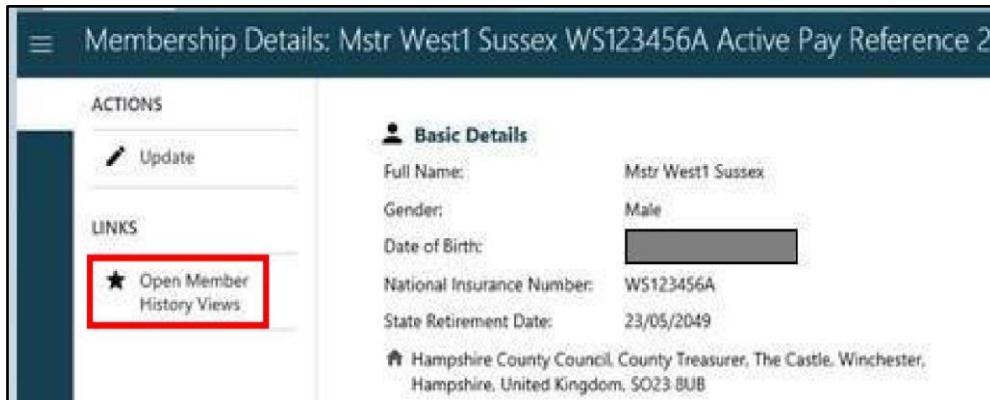 Membership Details: Mstr West1 Sussex WS123456A Active Pay Reference 2
ACTIONS
Update
LINKS
Open Member
History Views
Basic Details
Full Name: Mstr West1 Sussex
Gender: Male
Date of Birth:
National Insurance Number: WS123456A
State Retirement Date: 23/05/2049
Hampshire County Council, County Treasurer, The Castle, Winchester,
Hampshire, United Kingdom, SO23 8UB